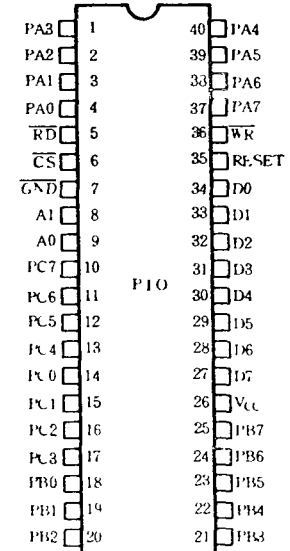 PA3 1 40 PA4
PA2 2 39 PA5
PA1 3 33 PA6
PA0 4 37 PA7
RD 5 36 WR
CS 6 35 RESET
GND 7 34 D0
A1 8 33 D1
A0 9 32 D2
PC7 10 31 D3
PIO
PC6 11 30 D4
PC5 12 29 D5
PC4 13 28 D6
PC0 14 27 D7
PC1 15 26 VCC
PC2 16 25 PB7
PC3 17 24 PB6
PB0 18 23 PB5
PB1 19 22 PB4
PB2 20 21 PB3